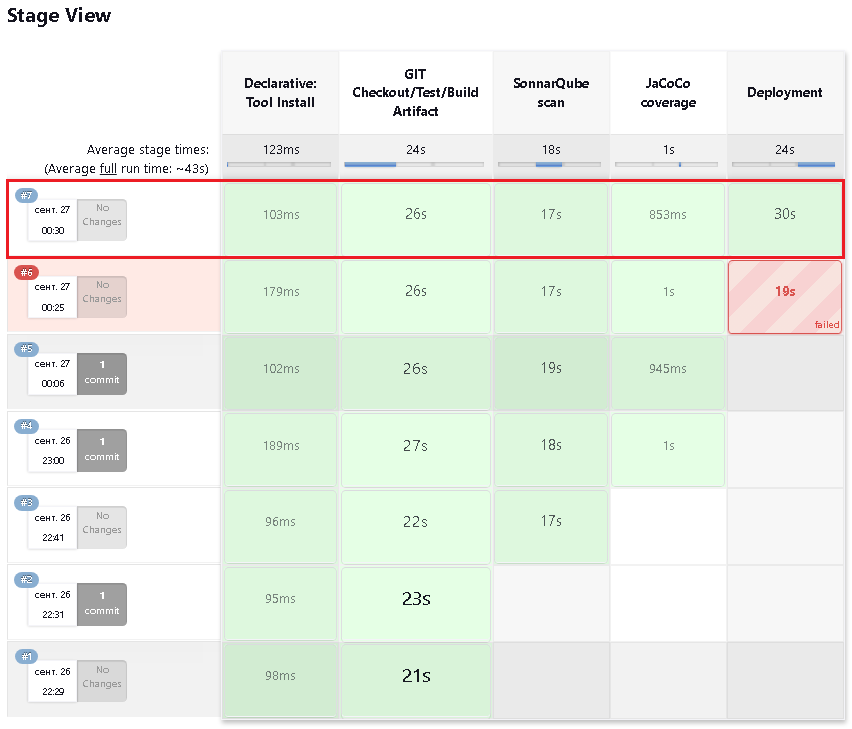 Stage View
Declarative:
Tool Install
GIT
Checkout/Test/Build
Artifact
SonnarQube
scan
JaCoCo
coverage
Deployment
Average stage times:
(Average full run time: ~43s)
123ms
24s
18s
1s
24s
#7
сент. 27
00:30
No
Changes
103ms
26s
17s
853ms
30s
#6
сент. 27
00:25
No
Changes
179ms
26s
17s
1s
19s
failed
#5
сент. 27
00:06
1
commit
102ms
26s
19s
945ms
#4
сент. 26
23:00
1
commit
189ms
27s
18s
1s
#3
сент. 26
22:41
No
Changes
96ms
22s
17s
#2
сент. 26
22:31
1
commit
95ms
23s
#1
сент. 26
22:29
No
Changes
98ms
21s